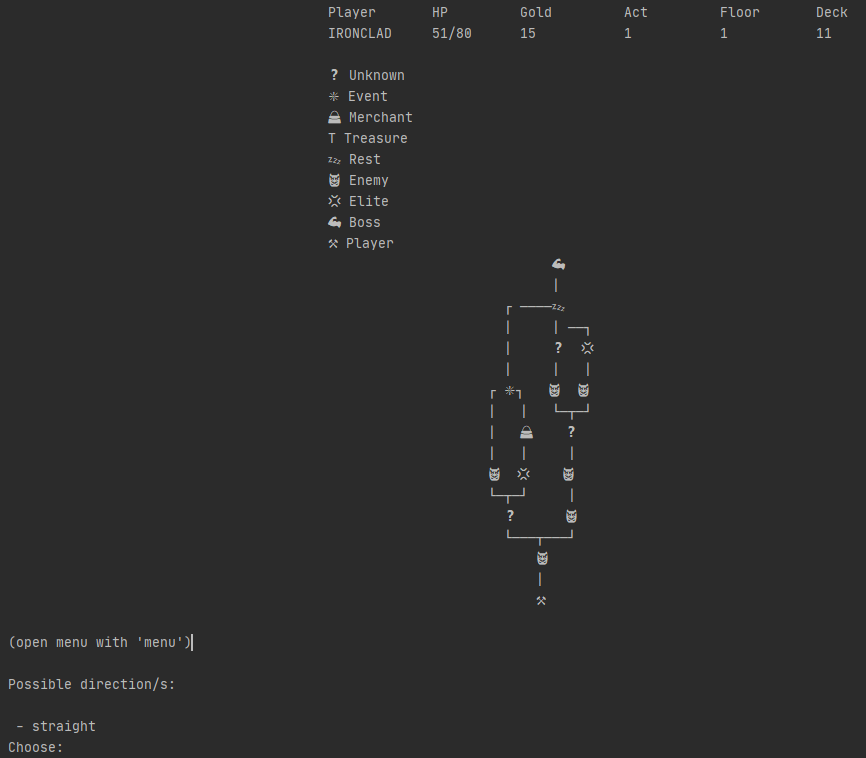 Player HP Gold Act Floor Deck
IRONCLAD 51/80 15 1 1 11
? Unknown
Event
Merchant
T Treasure
zzz Rest
Enemy
Elite
Boss
Player
zzz
?
?
?
(open menu with 'menu')
Possible direction/s:
- straight
Choose: